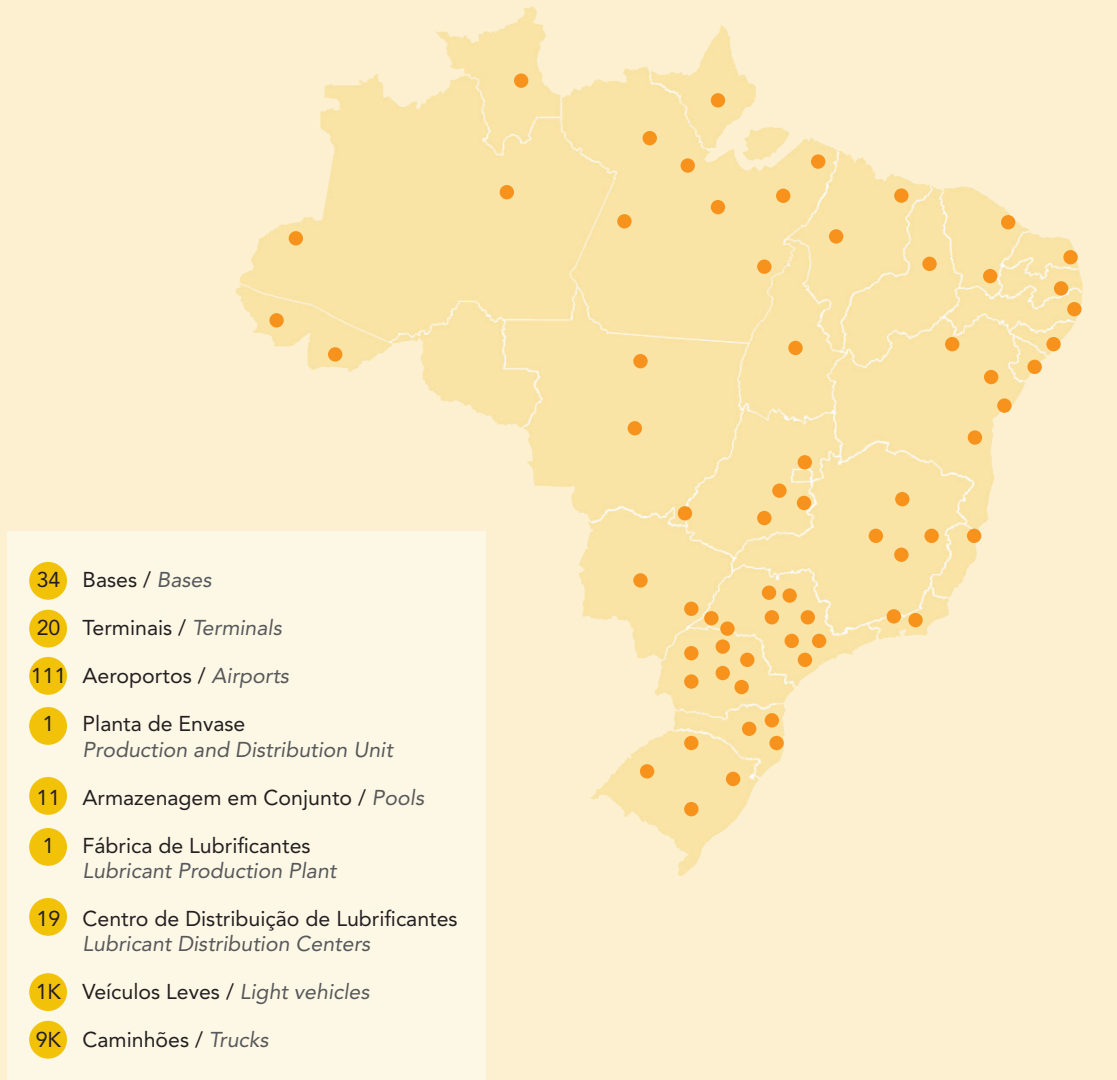 34 Bases / Bases
20 Terminais / Terminals
111 Aeroportos / Airports
1 Planta de Envase
Production and Distribution Unit
11 Armazenagem em Conjunto / Pools
1 Fábrica de Lubrificantes
Lubricant Production Plant
19 Centro de Distribuição de Lubrificantes
Lubricant Distribution Centers
1K Veículos Leves / Light vehicles
9K Caminhões / Trucks